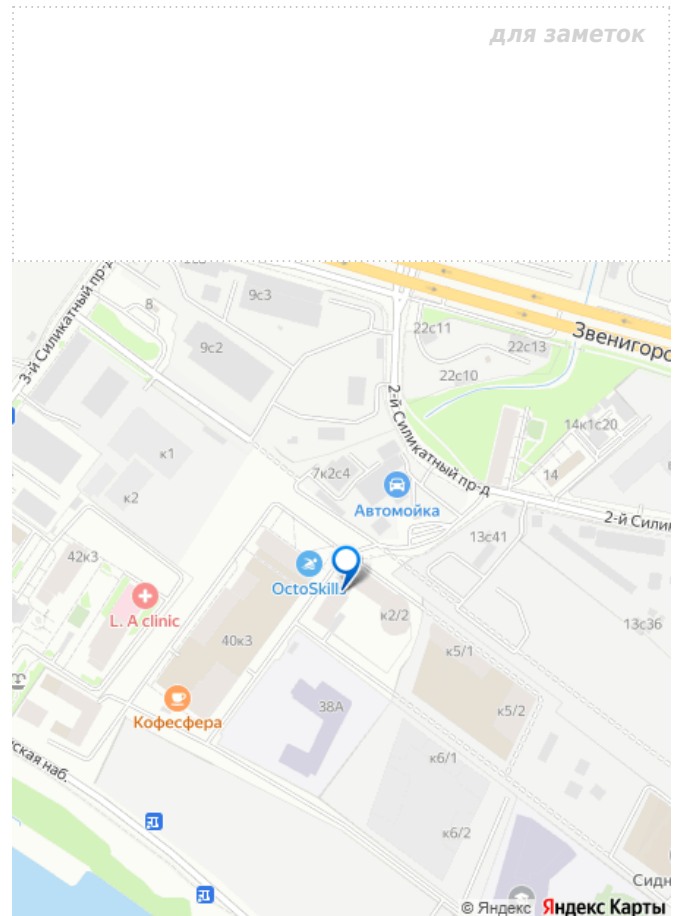 для заметок
3-й Силикатный пр-д
8
9с3
9с2
22с11
22с13
Звенигоро
22с10
2-й Силикатный пр-д
14к1с20
к1
7к2с4
14
к2
Автомойка
2-й Силик
13с41
42к3
OctoSkills
L. A clinic
к2/2
13с36
40к3
к5/1
Кофесфера
38А
к5/2
ская наб.
к6/1
к6/2
Сидн
© Яндекс Яндекс Карты